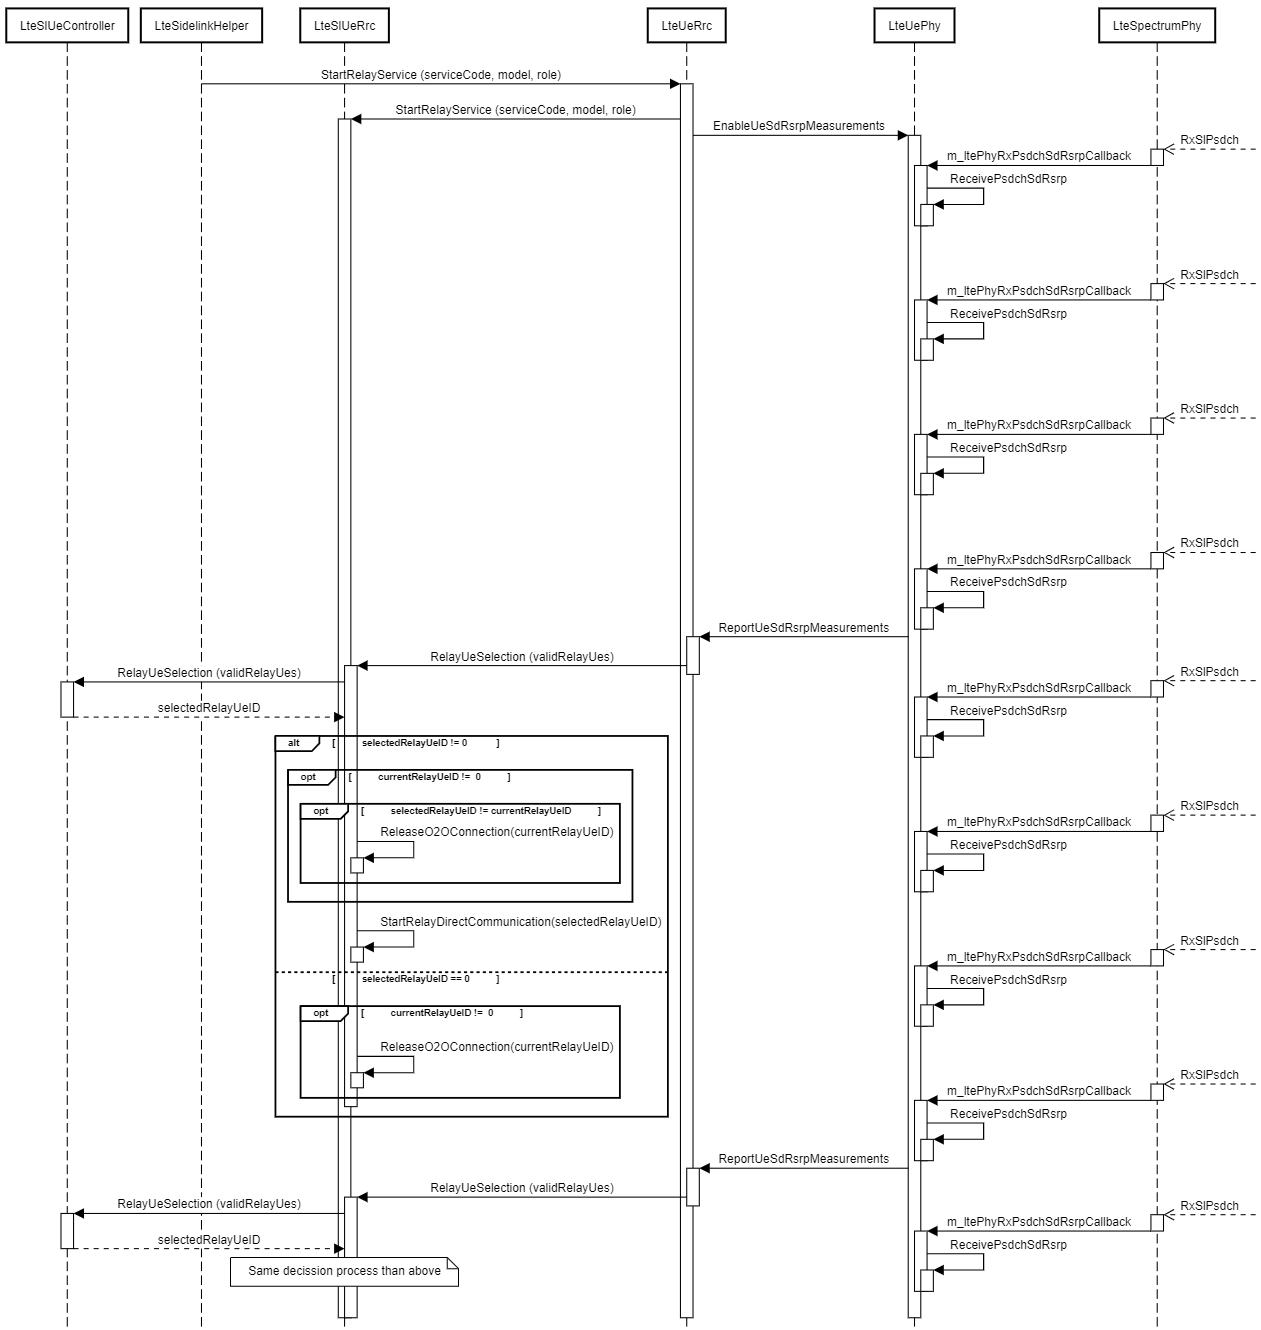 LteSlUeController
LteSidelinkHelper
LteSlUeRrc
LteUeRrc
LteUePhy
LteSpectrumPhy
StartRelayService (serviceCode, model, role)
StartRelayService (serviceCode, model, role)
EnableUeSdRsrpMeasurements
RxSlPsdch
m_ltePhyRxPsdchSdRsrpCallback
ReceivePsdchSdRsrp
RxSlPsdch
m_ltePhyRxPsdchSdRsrpCallback
ReceivePsdchSdRsrp
RxSlPsdch
m_ltePhyRxPsdchSdRsrpCallback
ReceivePsdchSdRsrp
RxSlPsdch
m_ltePhyRxPsdchSdRsrpCallback
ReceivePsdchSdRsrp
ReportUeSdRsrpMeasurements
RelayUeSelection (validRelayUes)
RelayUeSelection (validRelayUes)
RxSlPsdch
m_ltePhyRxPsdchSdRsrpCallback
selectedRelayUeID
ReceivePsdchSdRsrp
alt [ selectedRelayUeID != 0 ]
opt [ currentRelayUeID != 0 ]
opt [ selectedRelayUeID != currentRelayUeID ]
RxSlPsdch
m_ltePhyRxPsdchSdRsrpCallback
ReleaseO2OConnection(currentRelayUeID)
ReceivePsdchSdRsrp
StartRelayDirectCommunication(selectedRelayUeID)
RxSlPsdch
m_ltePhyRxPsdchSdRsrpCallback
[ selectedRelayUeID == 0 ]
ReceivePsdchSdRsrp
opt [ currentRelayUeID != 0 ]
ReleaseO2OConnection(currentRelayUeID)
RxSlPsdch
m_ltePhyRxPsdchSdRsrpCallback
ReceivePsdchSdRsrp
ReportUeSdRsrpMeasurements
RelayUeSelection (validRelayUes)
RelayUeSelection (validRelayUes)
RxSlPsdch
m_ltePhyRxPsdchSdRsrpCallback
selectedRelayUeID
ReceivePsdchSdRsrp
Same decission process than above